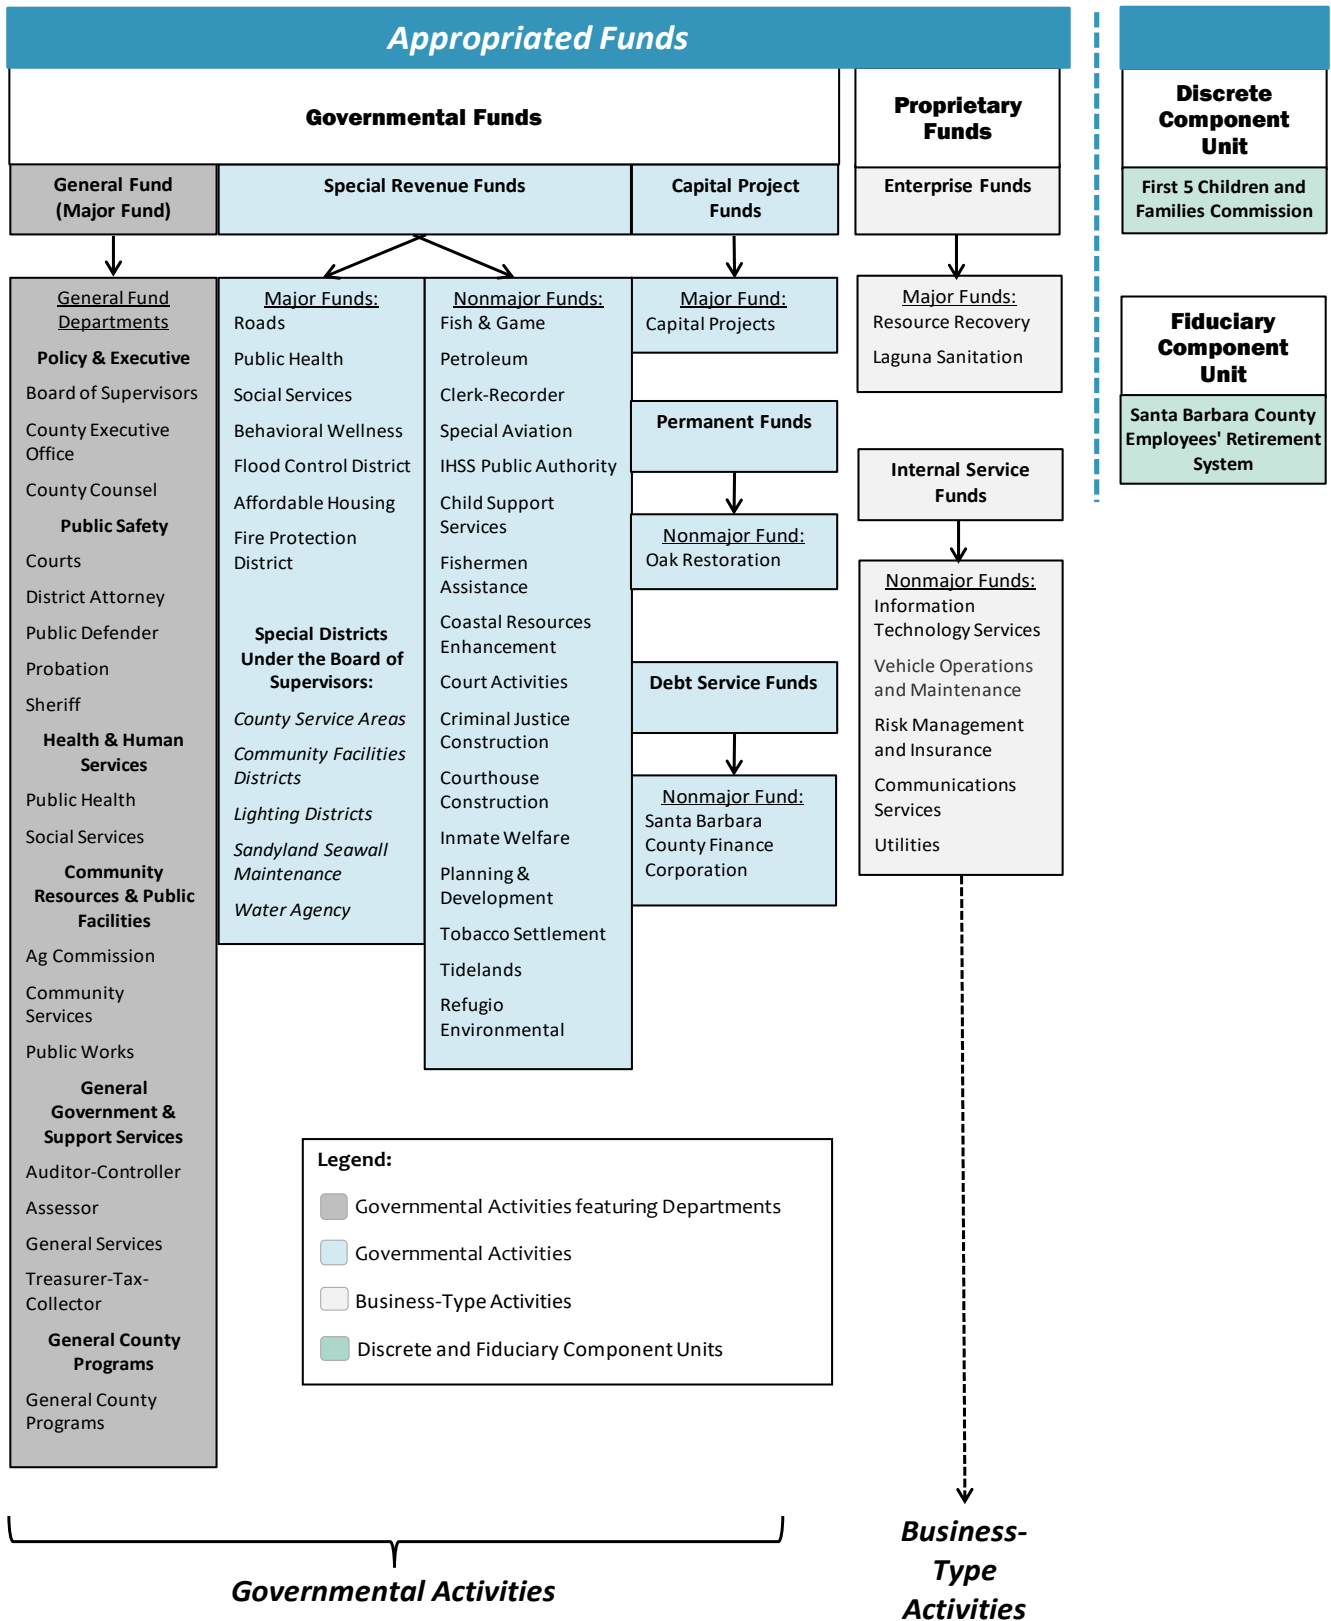 Appropriated Funds
Governmental Funds
Proprietary
Funds
Discrete
Component
Unit
General Fund
(Major Fund)
Special Revenue Funds
Capital Project
Funds
Enterprise Funds
First 5 Children and
Families Commission
General Fund
Departments
Policy & Executive
Board of Supervisors
County Executive
Office
County Counsel
Public Safety
Courts
District Attorney
Public Defender
Probation
Sheriff
Health & Human
Services
Public Health
Social Services
Community
Resources & Public
Facilities
Ag Commission
Community
Services
Public Works
General
Government &
Support Services
Auditor-Controller
Assessor
General Services
Treasurer-Tax-
Collector
General County
Programs
General County
Programs
Major Funds:
Roads
Public Health
Social Services
Behavioral Wellness
Flood Control District
Affordable Housing
Fire Protection
District
Special Districts
Under the Board of
Supervisors:
County Service Areas
Community Facilities
Districts
Lighting Districts
Sandyland Seawall
Maintenance
Water Agency
Nonmajor Funds:
Fish & Game
Petroleum
Clerk-Recorder
Special Aviation
IHSS Public Authority
Child Support
Services
Fishermen
Assistance
Coastal Resources
Enhancement
Court Activities
Criminal Justice
Construction
Courthouse
Construction
Inmate Welfare
Planning &
Development
Tobacco Settlement
Tidelands
Refugio
Environmental
Major Fund:
Capital Projects
Permanent Funds
Nonmajor Fund:
Oak Restoration
Debt Service Funds
Nonmajor Fund:
Santa Barbara
County Finance
Corporation
Major Funds:
Resource Recovery
Laguna Sanitation
Internal Service
Funds
Nonmajor Funds:
Information
Technology Services
Vehicle Operations
and Maintenance
Risk Management
and Insurance
Communications
Services
Utilities
Fiduciary
Component
Unit
Santa Barbara County
Employees' Retirement
System
Legend:
Governmental Activities featuring Departments
Governmental Activities
Business-Type Activities
Discrete and Fiduciary Component Units
Governmental Activities
Business-
Type
Activities